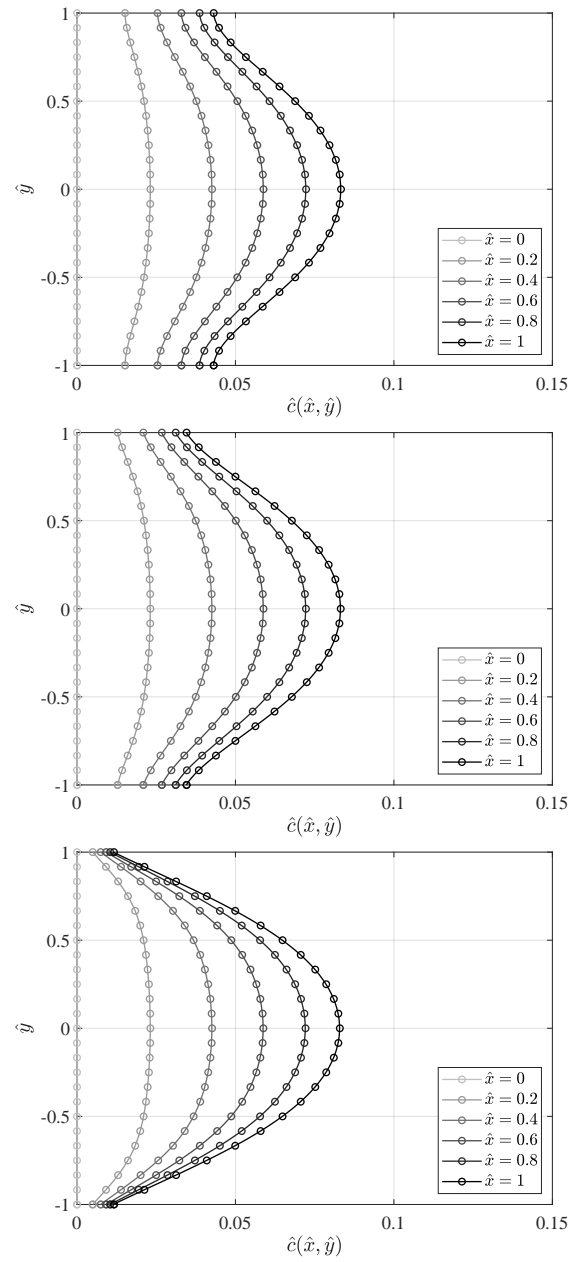 1
0.5
ŷ
0
-0.5
-1
x̂ = 0
x̂ = 0.2
x̂ = 0.4
x̂ = 0.6
x̂ = 0.8
x̂ = 1
0 0.05 0.1 0.15
ĉ(x̂, ŷ)
1
0.5
ŷ
0
-0.5
-1
x̂ = 0
x̂ = 0.2
x̂ = 0.4
x̂ = 0.6
x̂ = 0.8
x̂ = 1
0 0.05 0.1 0.15
ĉ(x̂, ŷ)
1
0.5
ŷ
0
-0.5
-1
x̂ = 0
x̂ = 0.2
x̂ = 0.4
x̂ = 0.6
x̂ = 0.8
x̂ = 1
0 0.05 0.1 0.15
ĉ(x̂, ŷ)